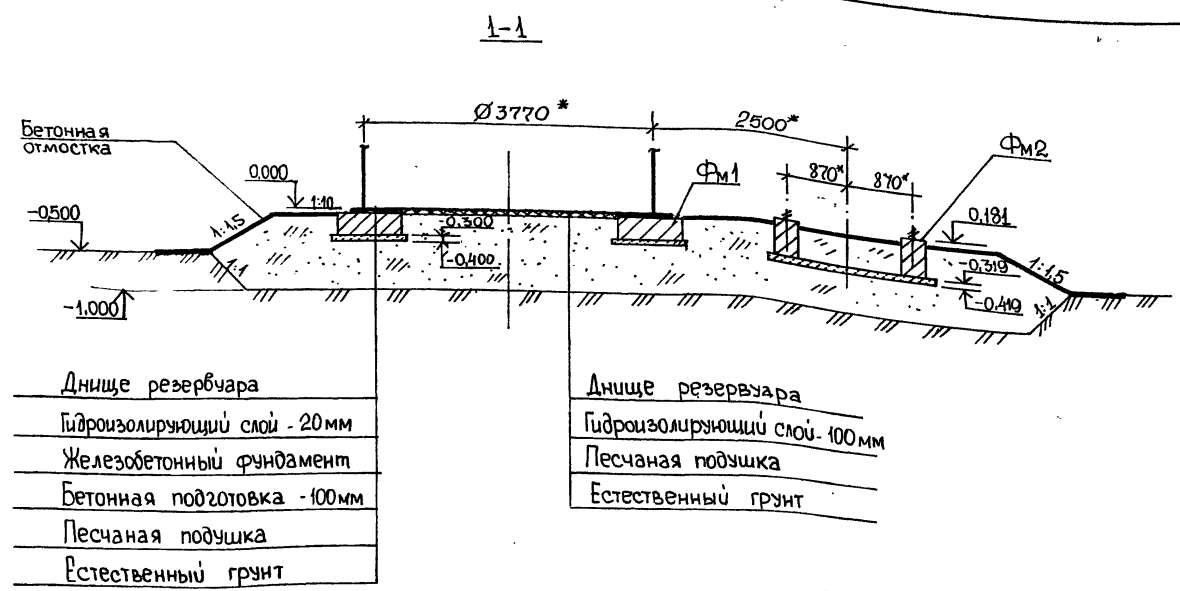 1-1
Ø3770*
2500*
Бетонная
отмостка
Фм2
870*
870*
Фм1
0,000
1:10
-0,500
1:1,5
0,181
-0,300
-0,400
-0,319
1:1,5
1:1
-1.000
-0,419
1:1
Днище резервуара
Гидроизолирующий слой - 20мм
Железобетонный фундамент
Бетонная подготовка -100мм
Песчаная подушка
Естественный грунт
Днище резервуара
Гидроизолирующий слой-100мм
Песчаная подушка
Естественный грунт